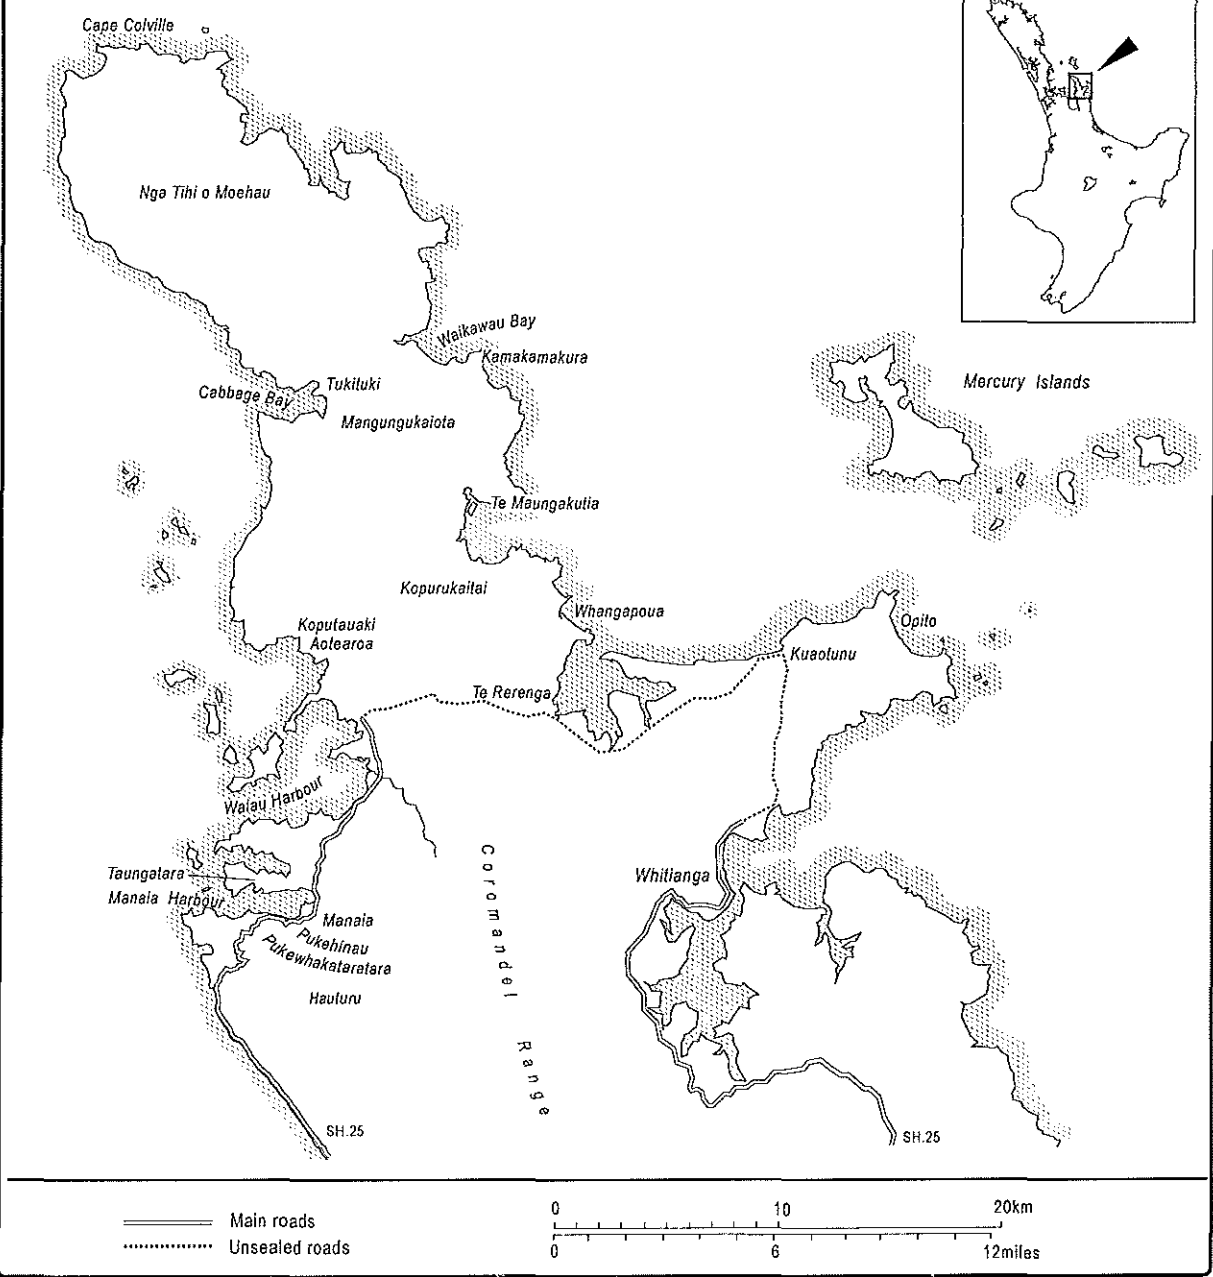 Cape Colville
Nga Tihi o Moehau
Waikawau Bay
Kamakamakura
Mercury Islands
Tukituki
Cabbage Bay
Mangungukaiota
Te Maungakutia
Kopurukaitai
Whangapoua
Opito
Koputauaki
Aotearoa
Kuaotunu
Te Rerenga
Waiau Harbour
Taungatara
Whitianga
Manaia Harbour
Manaia
Pukehinau
Pukewhakataratara
Hauturu
Coromandel Range
SH.25
SH.25
Main roads
Unsealed roads
0 10 20km
0 6 12miles